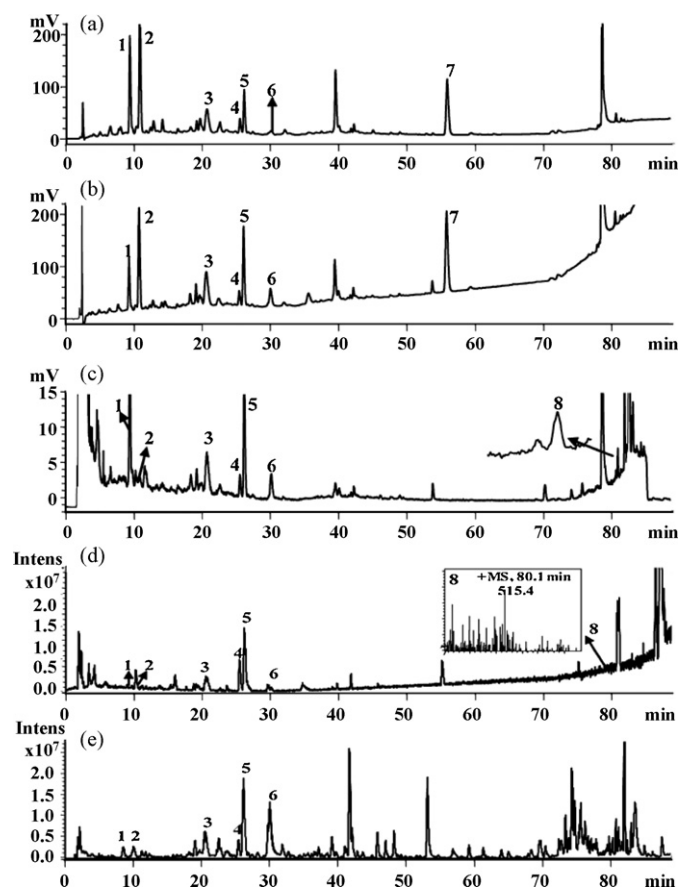 mV (a)
200 1 2
100 3 4 5 6 7
0
0 10 20 30 40 50 60 70 80 min
mV (b)
200 1 2 5 7
100 3 4 6
0
0 10 20 30 40 50 60 70 80 min
mV (c)
15 1 5 8
10 2 3
5 4 6
0
0 10 20 30 40 50 60 70 80 min
Intens (d)
x10⁷ 8 +MS, 80.1 min
1.5 5 515.4
1.0 4 8
0.5 1 2 3 6
0.0
0 10 20 30 40 50 60 70 80 min
Intens (e)
x10⁷
2.0 5
1.5 6
1.0 3
0.5 1 2 4
0.0
0 10 20 30 40 50 60 70 80 min